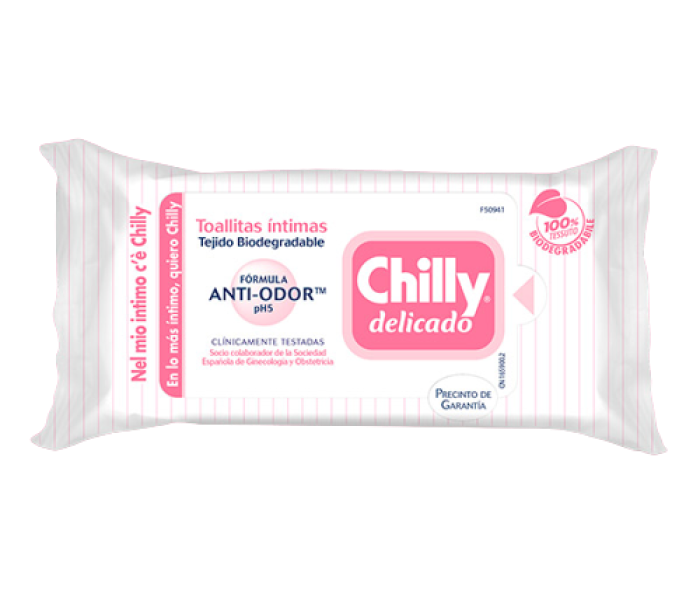 Nel mio intimo c'è Chilly
En lo más íntimo, quiero Chilly
Toallitas íntimas
Tejido Biodegradable
FÓRMULA
ANTI-ODOR™
pH5
CLÍNICAMENTE TESTADAS
Socio colaborador de la Sociedad
Española de Ginecología y Obstetricia
F50941
Chilly®
delicado
100%
TESSUTO
BIODEGRADABILE
PRECINTO DE
GARANTÍA